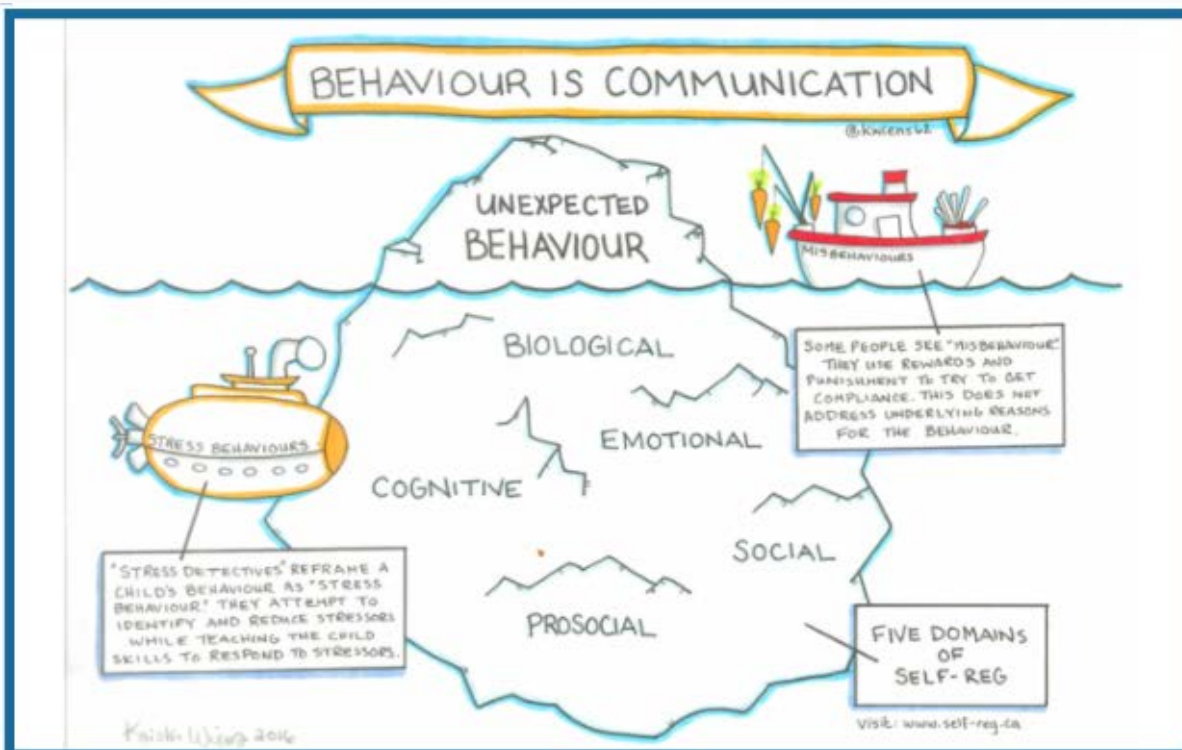 BEHAVIOUR IS COMMUNICATION
@kwiens62
UNEXPECTED
BEHAVIOUR
MISBEHAVIOURS
BIOLOGICAL
SOME PEOPLE SEE "MISBEHAVIOUR"
THEY USE REWARDS AND
PUNISHMENT TO TRY TO GET
COMPLIANCE. THIS DOES NOT
ADDRESS UNDERLYING REASONS
FOR THE BEHAVIOUR.
EMOTIONAL
STRESS BEHAVIOURS
COGNITIVE
SOCIAL
"STRESS DETECTIVES" REFRAME A
CHILD'S BEHAVIOUR AS "STRESS
BEHAVIOUR." THEY ATTEMPT TO
IDENTIFY AND REDUCE STRESSORS
WHILE TEACHING THE CHILD
SKILLS TO RESPOND TO STRESSORS.
PROSOCIAL
FIVE DOMAINS
OF
SELF-REG
visit: www.self-reg.ca
2016